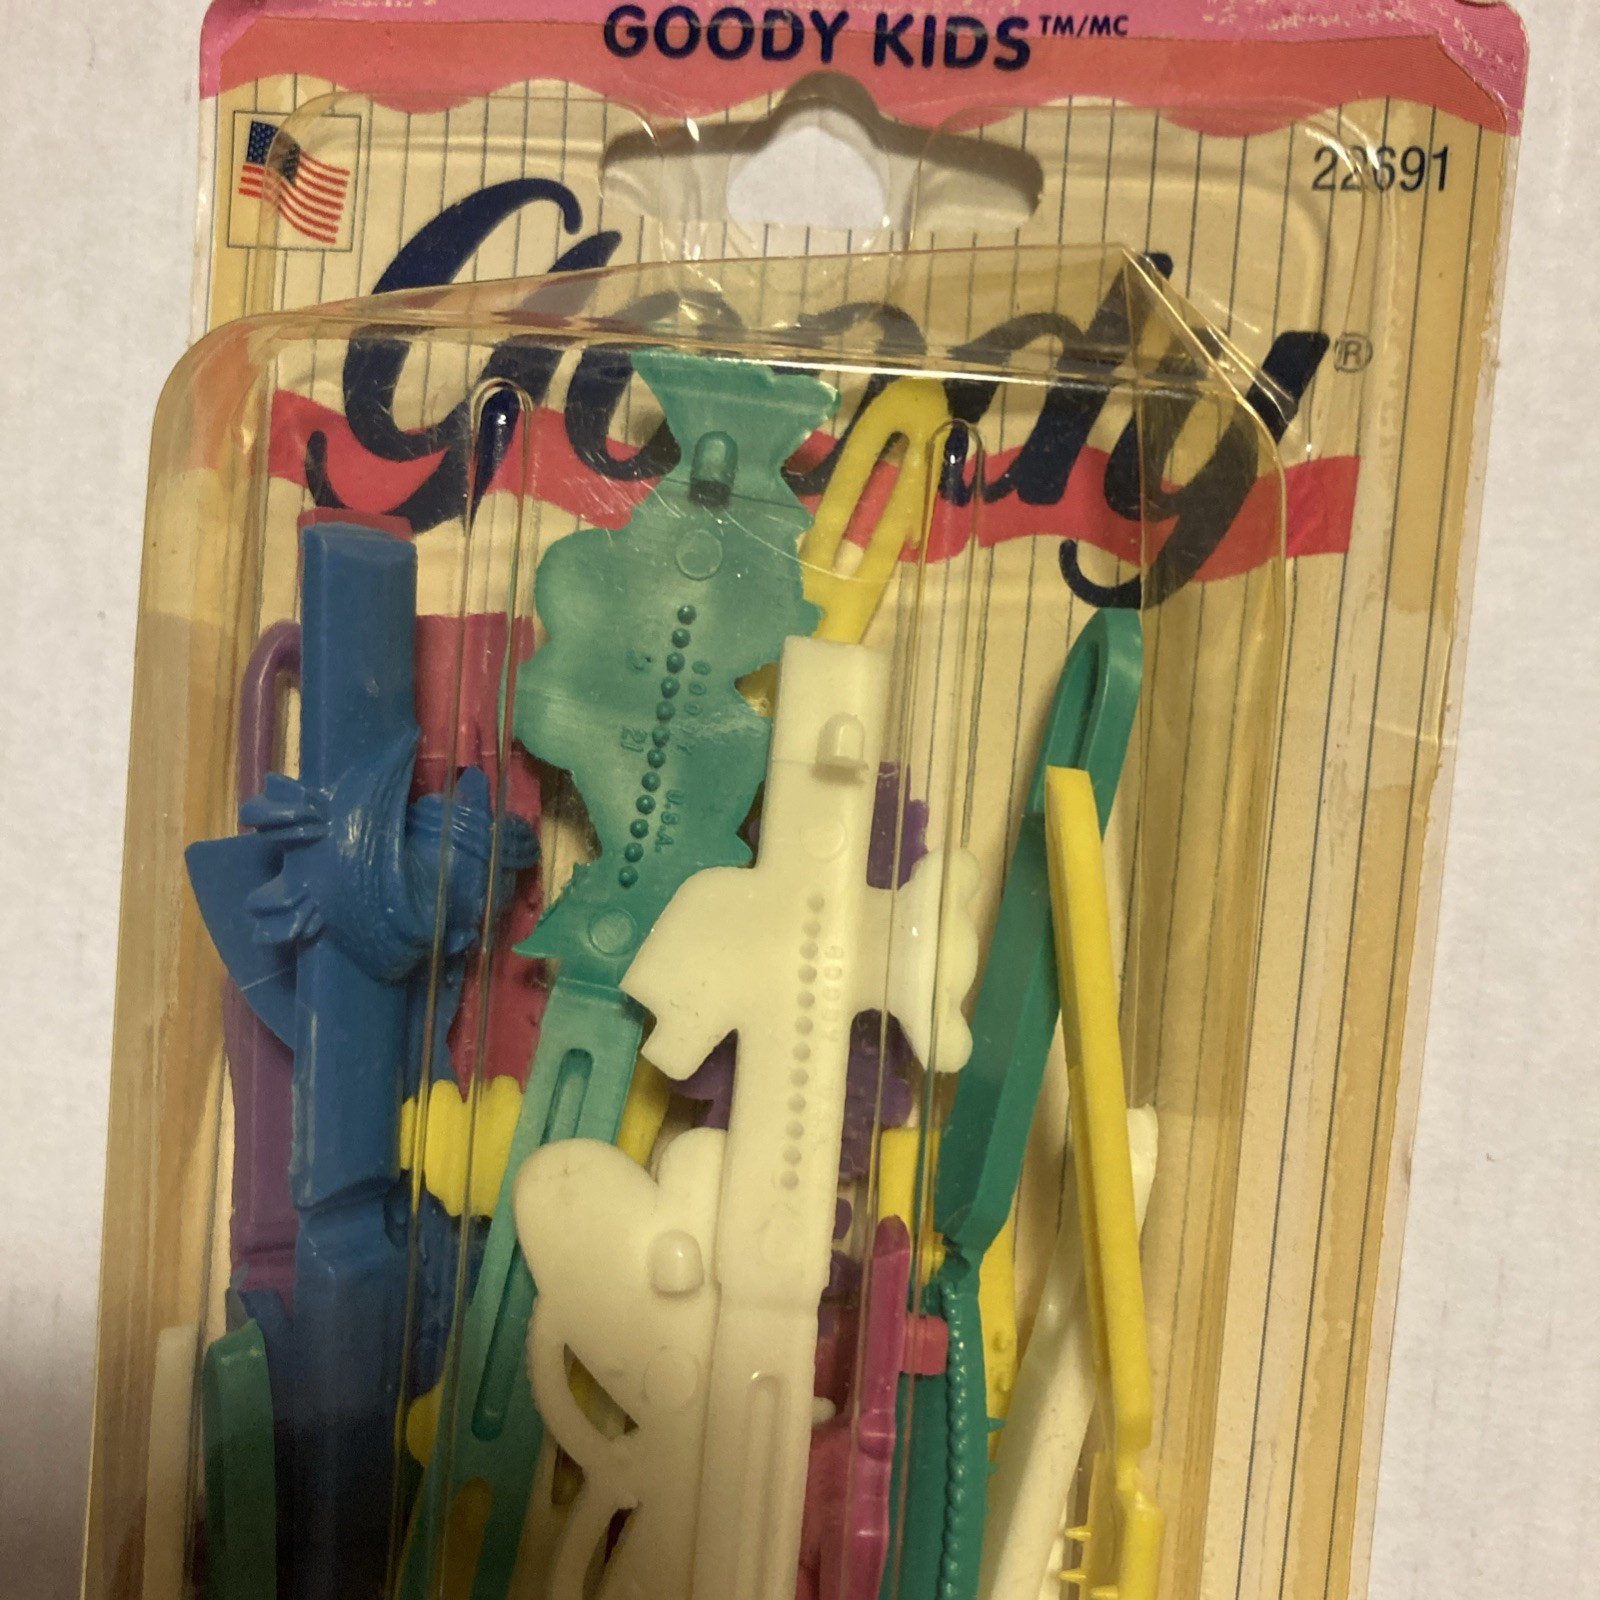 GOODY KIDS™/MC
22691
Goody®
GOODY U.S.A.
21
GOODY